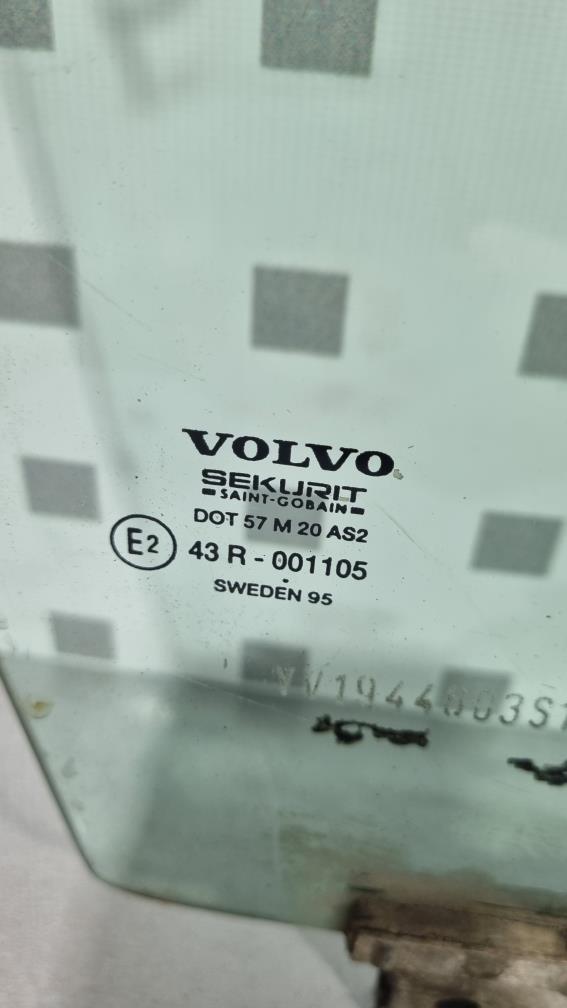 VOLVO
SEKURIT
SAINT-GOBAIN
DOT 57 M 20 AS2
E2
43 R - 001105
SWEDEN 95